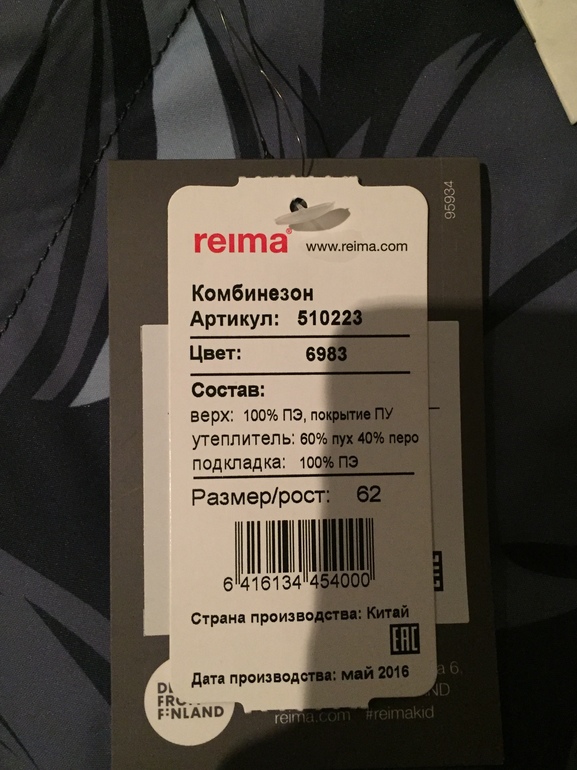 95934
reima® www.reima.com
Комбинезон
Артикул: 510223
Цвет: 6983
Состав:
верх: 100% ПЭ, покрытие ПУ
утеплитель: 60% пух 40% перо
подкладка: 100% ПЭ
Размер/рост: 62
6 416134 454000
Страна производства: Китай
EAC
Дата производства: май 2016
FINLAND
reima.com #reimakid